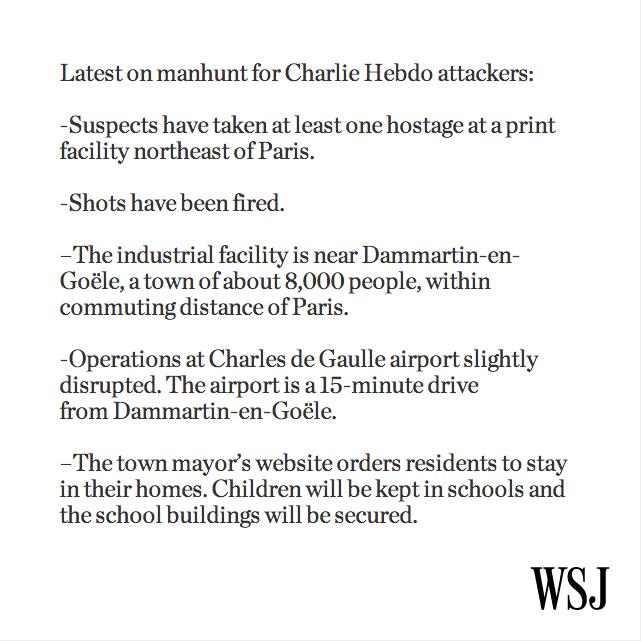 Latest on manhunt for Charlie Hebdo attackers:
-Suspects have taken at least one hostage at a print
facility northeast of Paris.
-Shots have been fired.
–The industrial facility is near Dammartin-en-
Goële, a town of about 8,000 people, within
commuting distance of Paris.
-Operations at Charles de Gaulle airport slightly
disrupted. The airport is a 15-minute drive
from Dammartin-en-Goële.
–The town mayor’s website orders residents to stay
in their homes. Children will be kept in schools and
the school buildings will be secured.
WSJ